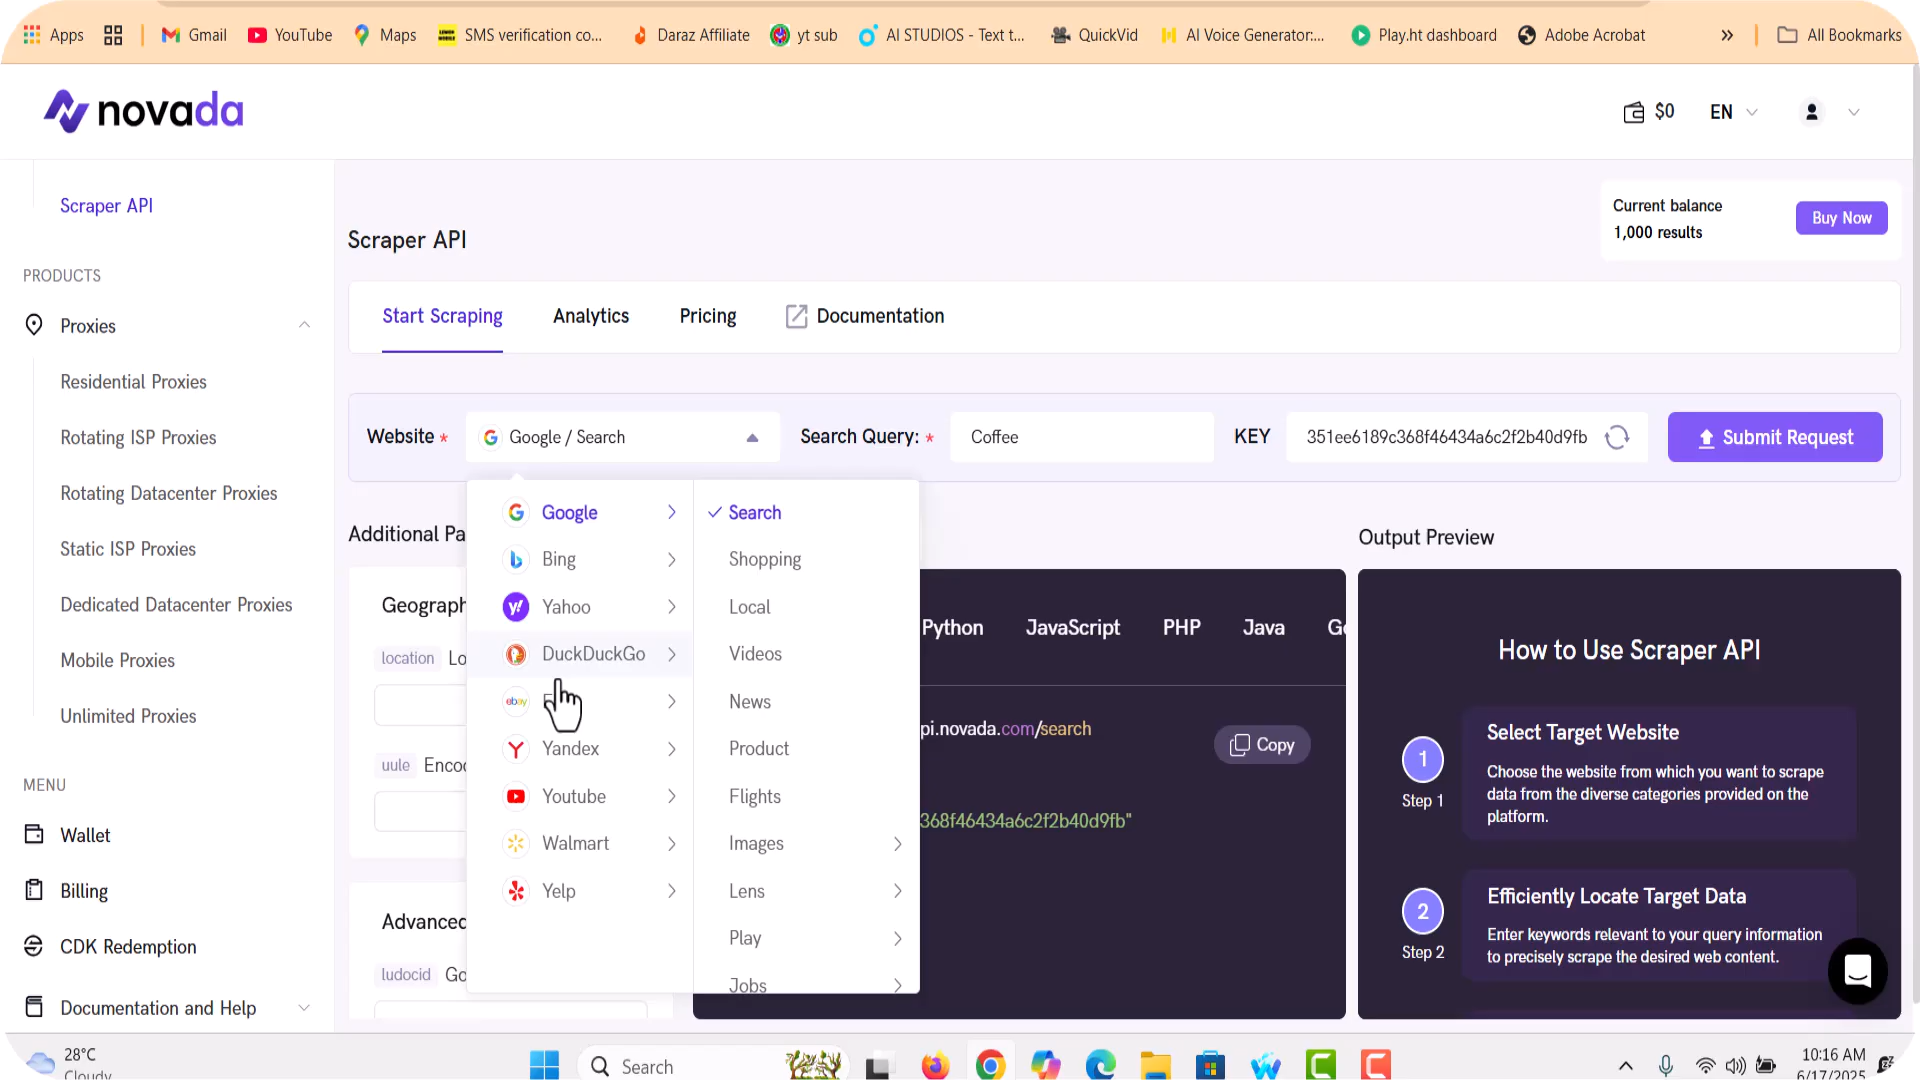 Apps
Gmail
YouTube
Maps
SMS verification co...
Daraz Affiliate
yt sub
AI STUDIOS - Text t...
QuickVid
AI Voice Generator:...
Play.ht dashboard
Adobe Acrobat
»
All Bookmarks
novada
$0
EN
Scraper API
PRODUCTS
Proxies
Residential Proxies
Rotating ISP Proxies
Rotating Datacenter Proxies
Static ISP Proxies
Dedicated Datacenter Proxies
Mobile Proxies
Unlimited Proxies
MENU
Wallet
Billing
CDK Redemption
Documentation and Help
Scraper API
Current balance
1,000 results
Buy Now
Start Scraping
Analytics
Pricing
Documentation
Website *
Google / Search
Search Query: *
Coffee
KEY
351ee6189c368f46434a6c2f2b40d9fb
Submit Request
Additional Pa
Geograph
location Lo
uule Encod
Advanced
ludocid Go
Google
Bing
Yahoo
DuckDuckGo
ebay
Yandex
Youtube
Walmart
Yelp
Search
Shopping
Local
Videos
News
Product
Flights
Images
Lens
Play
Jobs
Python JavaScript PHP Java Go
pi.novada.com/search
Copy
368f46434a6c2f2b40d9fb"
Output Preview
How to Use Scraper API
1
Step 1
Select Target Website
Choose the website from which you want to scrape
data from the diverse categories provided on the
platform.
2
Step 2
Efficiently Locate Target Data
Enter keywords relevant to your query information
to precisely scrape the desired web content.
28°C
Cloudy
Search
10:16 AM
6/17/2025